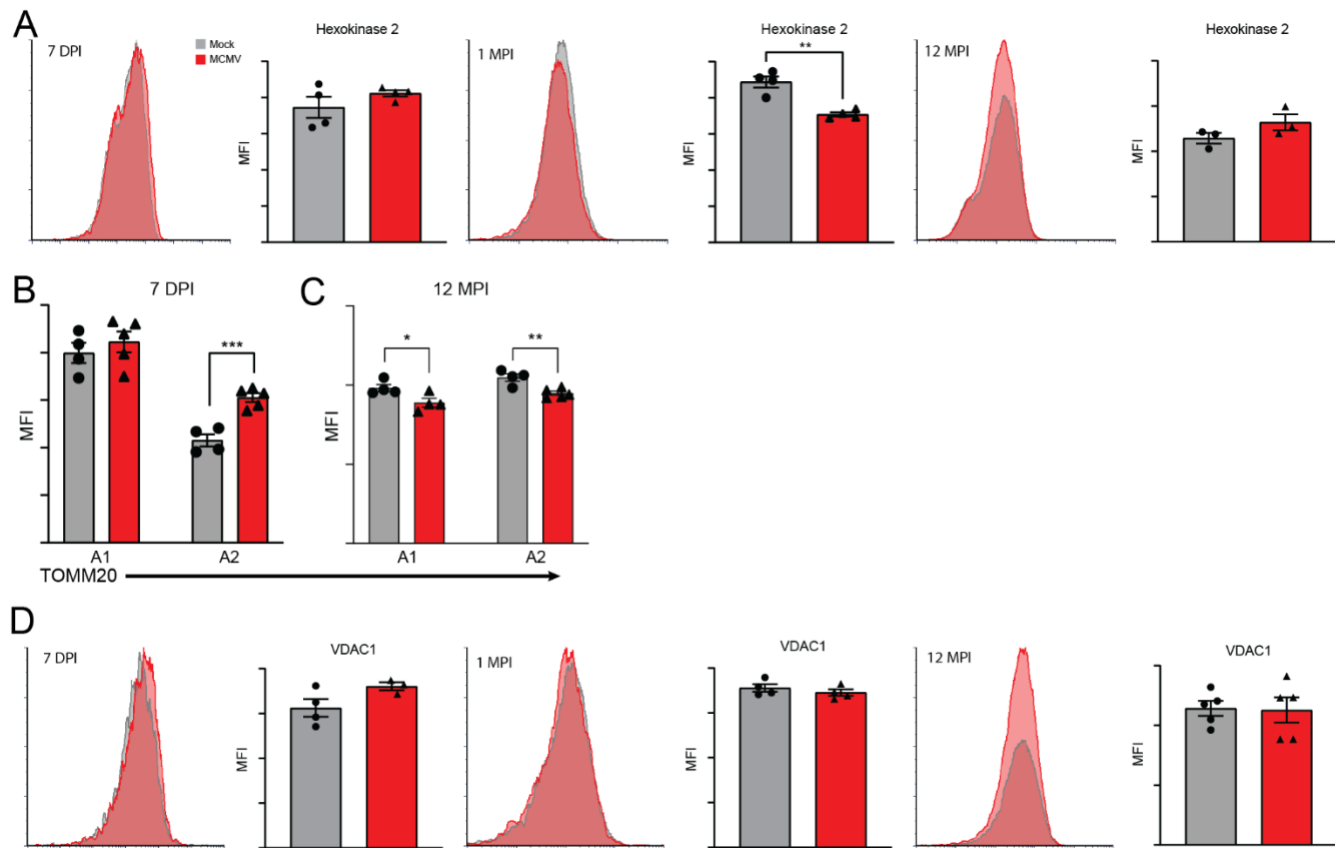 A
7 DPI
Mock
MCMV
Hexokinase 2
MFI
1 MPI
Hexokinase 2
**
MFI
12 MPI
Hexokinase 2
MFI
B
7 DPI
***
MFI
A1
A2
C
12 MPI
*
**
MFI
A1
A2
TOMM20
D
7 DPI
VDAC1
MFI
1 MPI
VDAC1
MFI
12 MPI
VDAC1
MFI